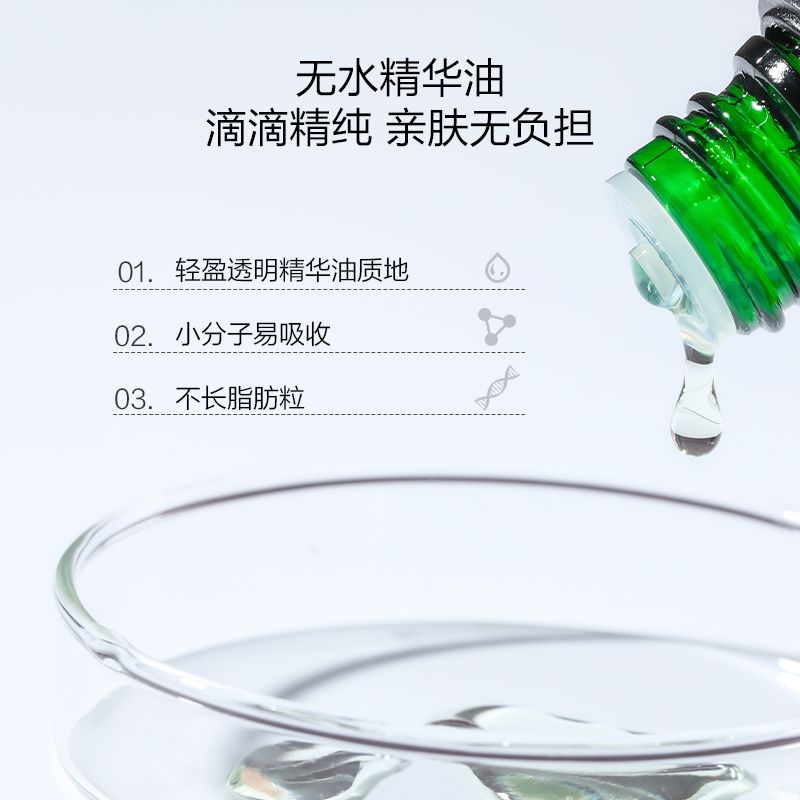 无水精华油
滴滴精纯 亲肤无负担
01. 轻盈透明精华油质地
02. 小分子易吸收
03. 不长脂肪粒